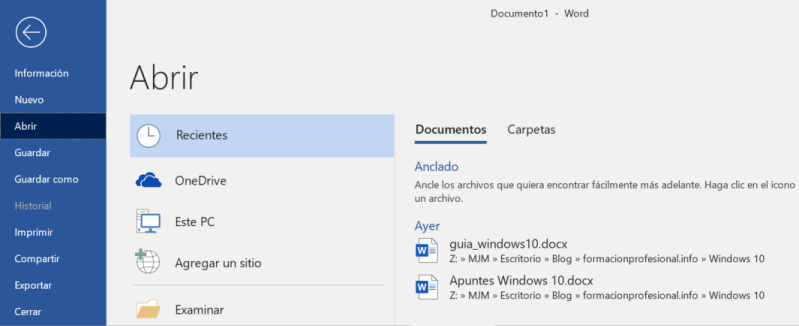 Documento1 - Word
Información
Nuevo
Abrir
Guardar
Guardar como
Historial
Imprimir
Compartir
Exportar
Cerrar
Abrir
Recientes
OneDrive
Este PC
Agregar un sitio
Examinar
Documentos Carpetas
Anclado
Ancle los archivos que quiera encontrar fácilmente más adelante. Haga clic en el icono
un archivo.
Ayer
guia_windows10.docx
Z: » MJM » Escritorio » Blog » formacionprofesional.info » Windows 10
Apuntes Windows 10.docx
Z: » MJM » Escritorio » Blog » formacionprofesional.info » Windows 10